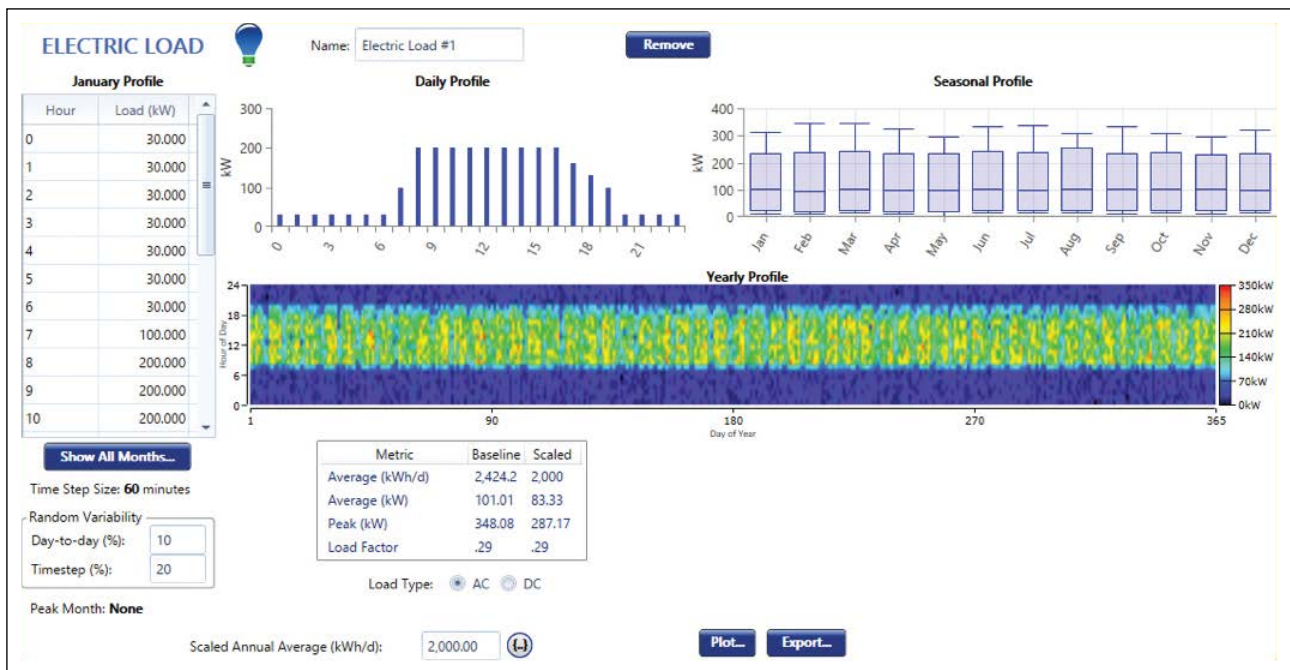 ELECTRIC LOAD
Name: Electric Load #1
Remove
January Profile
Hour Load (kW)
0 30.000
1 30.000
2 30.000
3 30.000
4 30.000
5 30.000
6 30.000
7 100.000
8 200.000
9 200.000
10 200.000
Show All Months...
Time Step Size: 60 minutes
Random Variability
Day-to-day (%): 10
Timestep (%): 20
Peak Month: None
Daily Profile
kW
300
200
100
0
0 3 6 9 12 15 18 21
Seasonal Profile
kW
400
300
200
100
0
Jan Feb Mar Apr May Jun Jul Aug Sep Oct Nov Dec
Yearly Profile
Hour of Day
24
18
12
6
0
1 90 180 270 365
Day of Year
350kW
280kW
210kW
140kW
70kW
0kW
Metric Baseline Scaled
Average (kWh/d) 2,424.2 2,000
Average (kW) 101.01 83.33
Peak (kW) 348.08 287.17
Load Factor .29 .29
Load Type: AC DC
Scaled Annual Average (kWh/d): 2,000.00 {..}
Plot... Export...